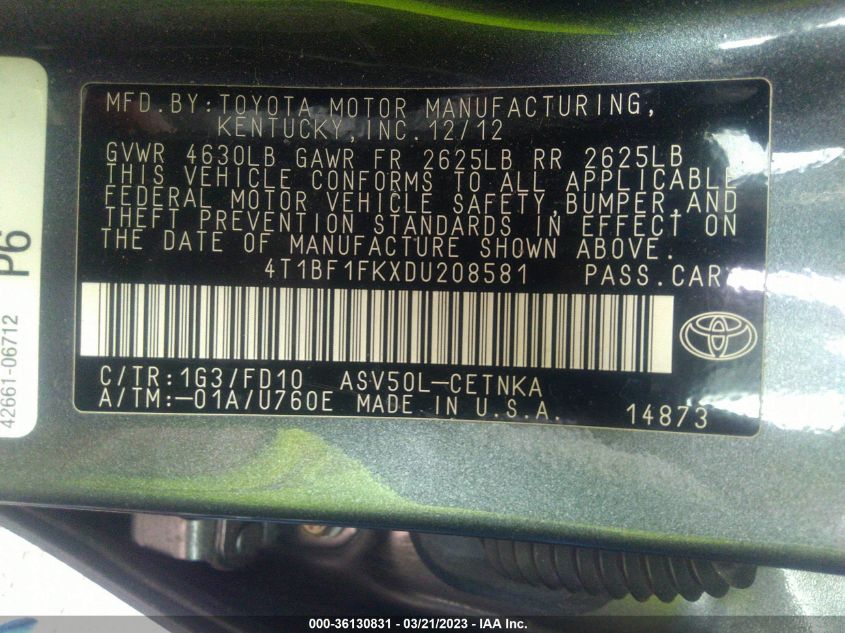 MFD.BY:TOYOTA MOTOR MANUFACTURING,
KENTUCKY,INC.12/12
GVWR 4630LB GAWR FR 2625LB RR 2625LB
THIS VEHICLE CONFORMS TO ALL APPLICABLE
FEDERAL MOTOR VEHICLE SAFETY,BUMPER,AND
THEFT PREVENTION STANDARDS IN EFFECT ON
THE DATE OF MANUFACTURE SHOWN ABOVE.
4T1BF1FKXDU208581 PASS.CAR
C/TR:1G3/FD10 ASV50L-CETNKA
A/TM:-01A/U760E MADE IN U.S.A. 14873
P6
42661-06712
000-36130831 - 03/21/2023 - IAA Inc.